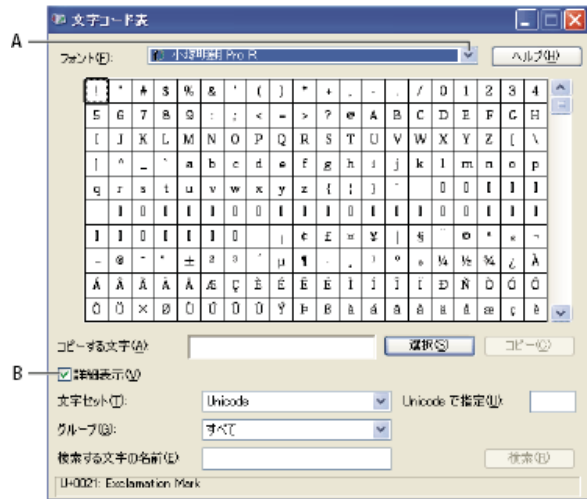 文字コード表
A
フォント(F):
小塚明朝 Pro R
ヘルプ(H)
! " # $ % & ' ( ) * + , - . / 0 1 2 3 4
5 6 7 8 9 : ; < = > ? @ A B C D E F G H
I J K L M N O P Q R S T U V W X Y Z [ \
] ^ _ ` a b c d e f g h i j k l m n o p
q r s t u v w x y z { | }
¡ ¢ £ ¤ ¥ ¦ §
± ² ³ ´ µ ¶ ¼ ½ ¾ ¿ À
Á Â Ã Ä Å Æ Ç È É Ê Ë Ì Í Î Ï Ð Ñ Ò Ó Ô
Õ Ö × Ø Ù Ú Û Ü Ý Þ ß à á â ã ä å æ ç è
コピーする文字(A):
選択(S)
コピー(C)
B
詳細表示(V)
文字セット(T):
Unicode
Unicode で指定(U):
グループ(G):
すべて
検索する文字の名前(E)
検索(R)
U+0021: Exclamation Mark